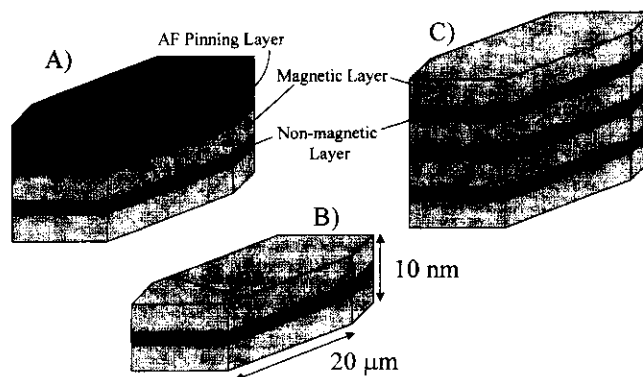 A)
AF Pinning Layer
Magnetic Layer
Non-magnetic
Layer
C)
B)
10 nm
20 μm